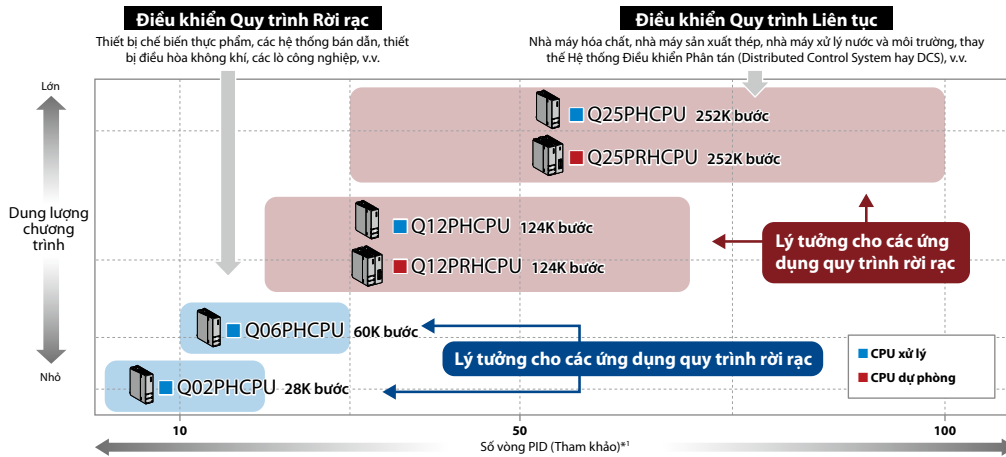 Điều khiển Quy trình Rời rạc
Thiết bị chế biến thực phẩm, các hệ thống bán dẫn, thiết
bị điều hòa không khí, các lò công nghiệp, v.v.
Điều khiển Quy trình Liên tục
Nhà máy hóa chất, nhà máy sản xuất thép, nhà máy xử lý nước và môi trường, thay
thế Hệ thống Điều khiển Phân tán (Distributed Control System hay DCS), v.v.
Lớn
Dung lượng
chương
trình
Nhỏ
Q25PHCPU 252K bước
Q25PRHCPU 252K bước
Q12PHCPU 124K bước
Q12PRHCPU 124K bước
Lý tưởng cho các ứng
dụng quy trình rời rạc
Q06PHCPU 60K bước
Q02PHCPU 28K bước
Lý tưởng cho các ứng dụng quy trình rời rạc
CPU xử lý
CPU dự phòng
10
50
100
Số vòng PID (Tham khảo)*1